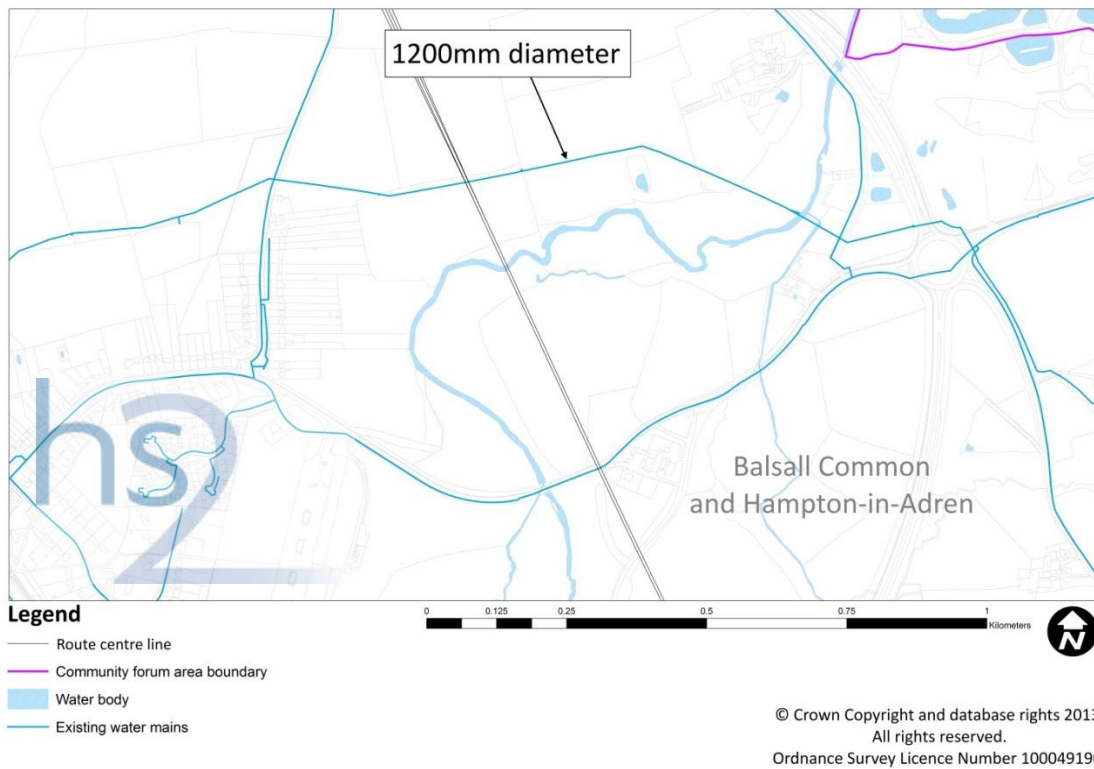 1200mm diameter
hs2
Balsall Common
and Hampton-in-Adren
Legend
Route centre line
Community forum area boundary
Water body
Existing water mains
0 0.125 0.25 0.5 0.75 1
Kilometers
N
© Crown Copyright and database rights 2013
All rights reserved.
Ordnance Survey Licence Number 100049190